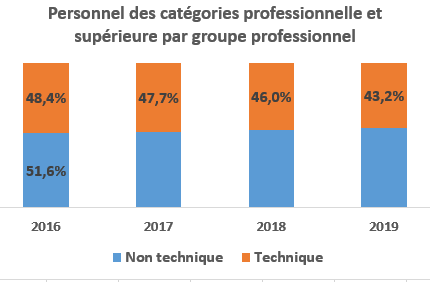 Personnel des catégories professionnelle et
supérieure par groupe professionnel
48,4% 47,7% 46,0% 43,2%
51,6%
2016 2017 2018 2019
Non technique Technique